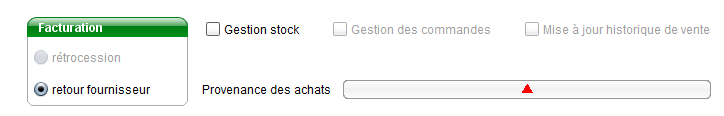 Facturation
Gestion stock
Gestion des commandes
Mise à jour historique de vente
rétrocession
retour fournisseur
Provenance des achats